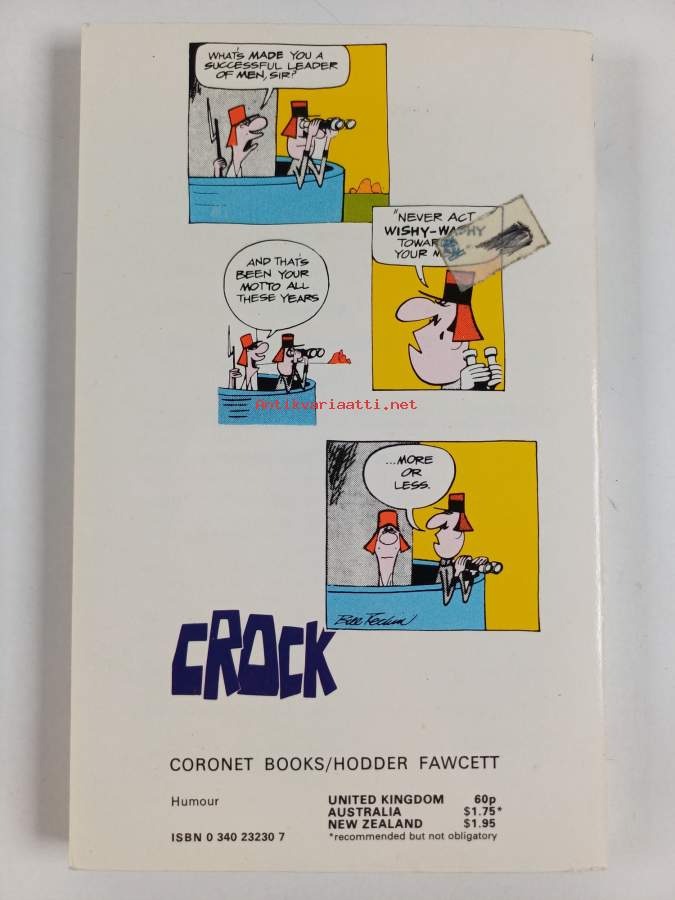 WHAT'S MADE YOU A
SUCCESSFUL LEADER
OF MEN, SIR?
"NEVER ACT
WISHY-WASHY
TOWARDS
YOUR
AND THAT'S
BEEN YOUR
MOTTO ALL
THESE YEARS
Antikvariaatti.net
...MORE
OR
LESS.
CROCK
CORONET BOOKS/HODDER FAWCETT
Humour
UNITED KINGDOM 60p
AUSTRALIA $1.75*
NEW ZEALAND $1.95
ISBN 0 340 23230 7
*recommended but not obligatory